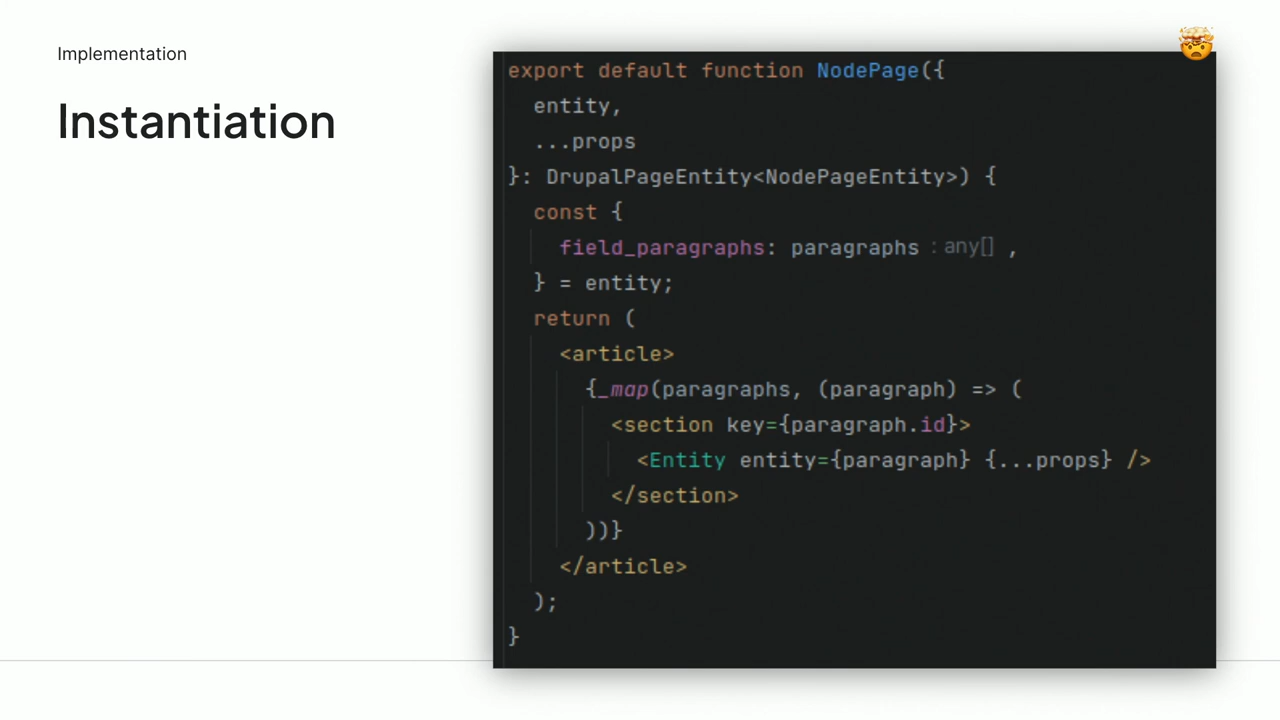 Implementation
Instantiation
export default function NodePage({
  entity,
  ...props
}: DrupalPageEntity<NodePageEntity>) {
  const {
    field_paragraphs: paragraphs : any[] ,
  } = entity;
  return (
    <article>
      {_map(paragraphs, (paragraph) => (
        <section key={paragraph.id}>
          <Entity entity={paragraph} {...props} />
        </section>
      ))}
    </article>
  );
}